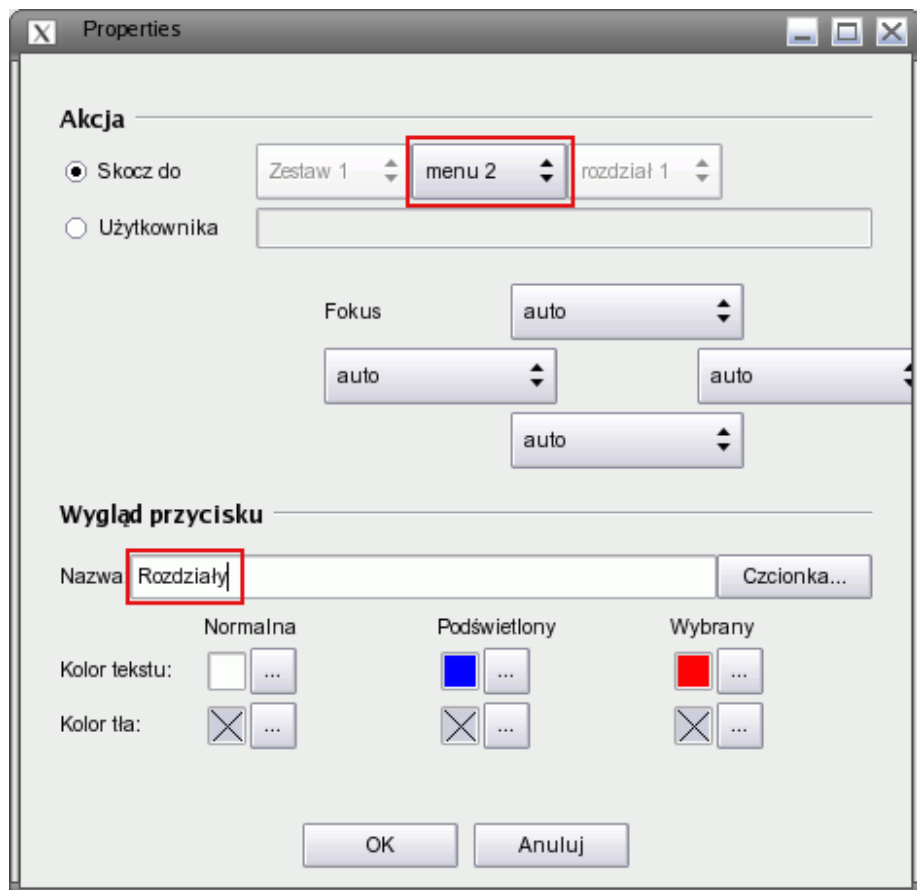 Properties
Akcja
Skocz do Zestaw 1 menu 2 rozdział 1
Użytkownika
Fokus auto
auto auto
auto
Wygląd przycisku
Nazwa: Rozdziały Czcionka...
Normalna Podświetlony Wybrany
Kolor tekstu: ... ... ...
Kolor tła: ... ... ...
OK Anuluj